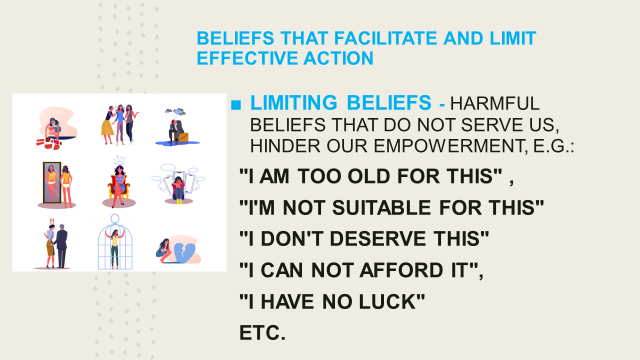 BELIEFS THAT FACILITATE AND LIMIT
EFFECTIVE ACTION
LIMITING BELIEFS - HARMFUL
BELIEFS THAT DO NOT SERVE US,
HINDER OUR EMPOWERMENT, E.G.:
"I AM TOO OLD FOR THIS" ,
"I'M NOT SUITABLE FOR THIS"
"I DON'T DESERVE THIS"
"I CAN NOT AFFORD IT",
"I HAVE NO LUCK"
ETC.